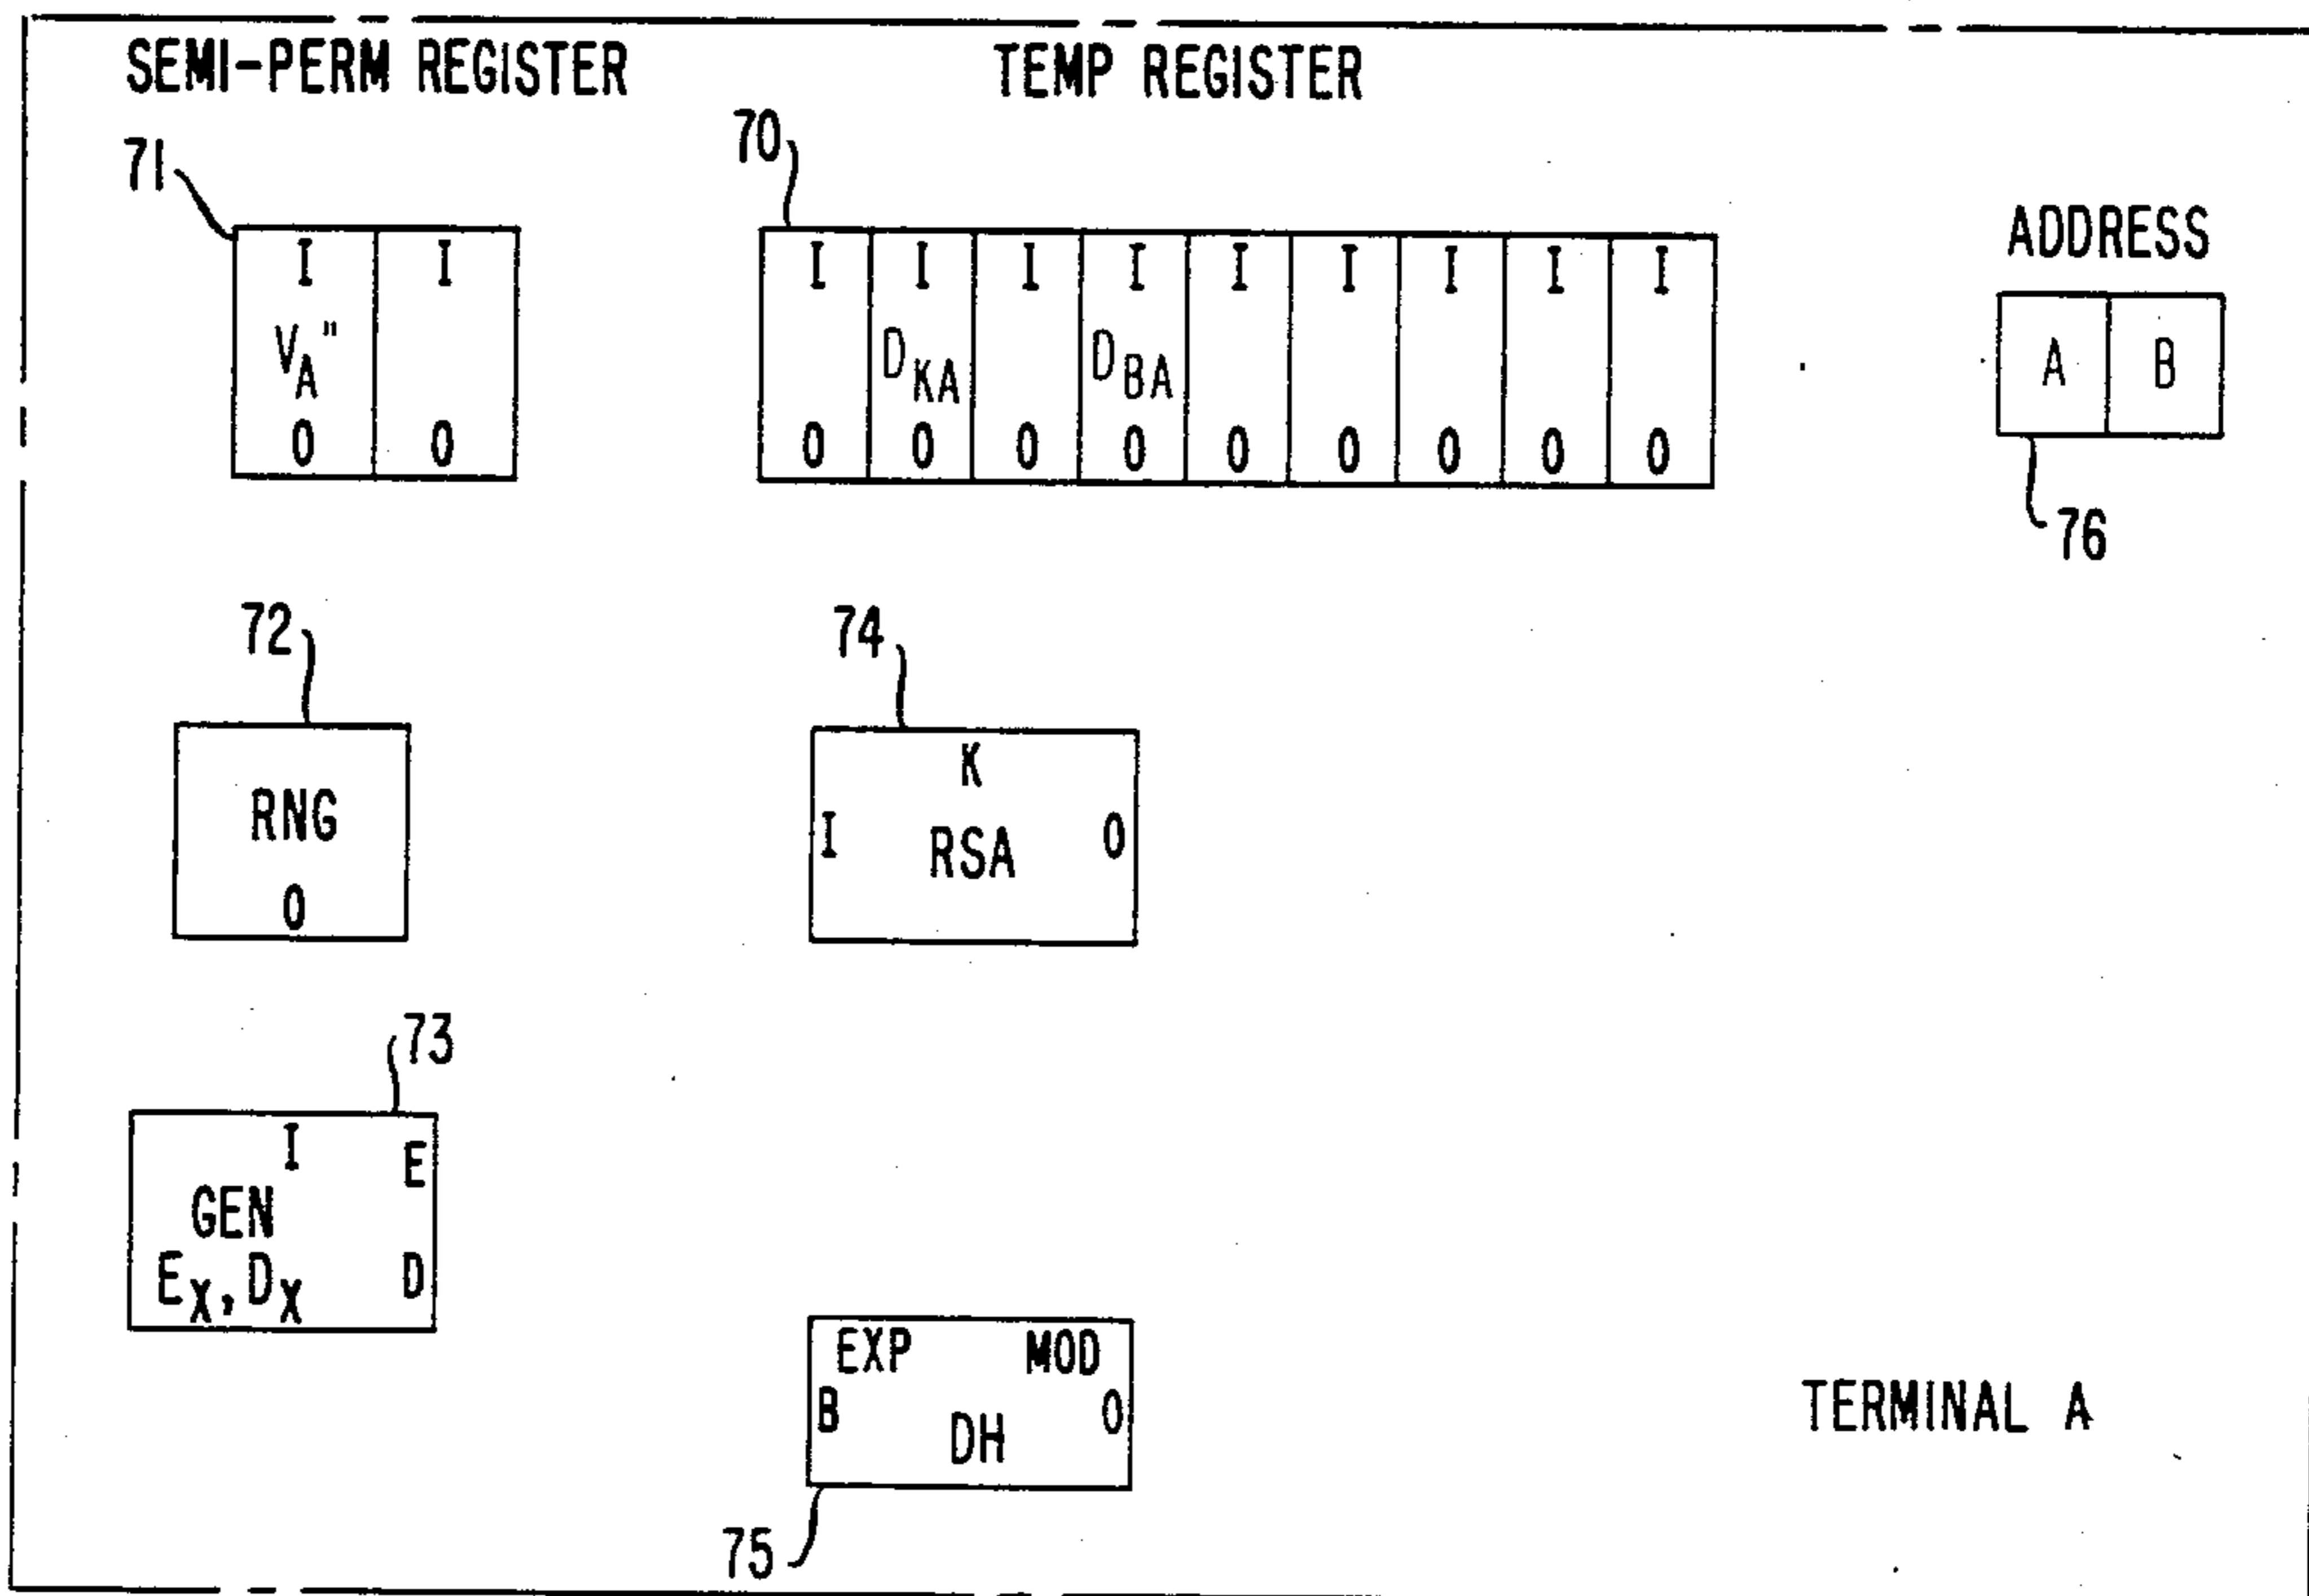 SEMI-PERM REGISTER
TEMP REGISTER
71
70
ADDRESS
I I
I I I I I I I I I
V_A"
D_KA D_BA
A B
0 0
0 0 0 0 0 0 0 0 0
76
72
74
K
RNG
I RSA 0
0
73
I E
GEN
E_X, D_X D
EXP MOD
B 0
DH
TERMINAL A
75